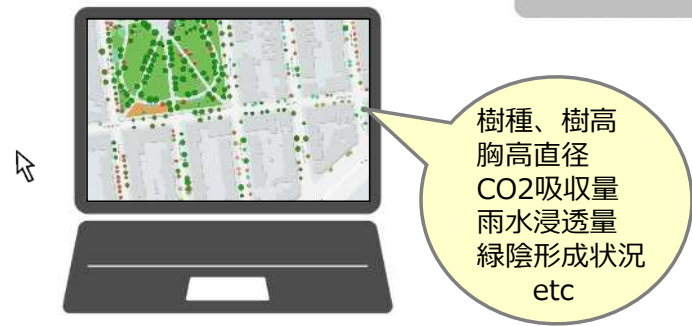 樹種、樹高
胸高直径
CO2吸収量
雨水浸透量
緑陰形成状況
etc